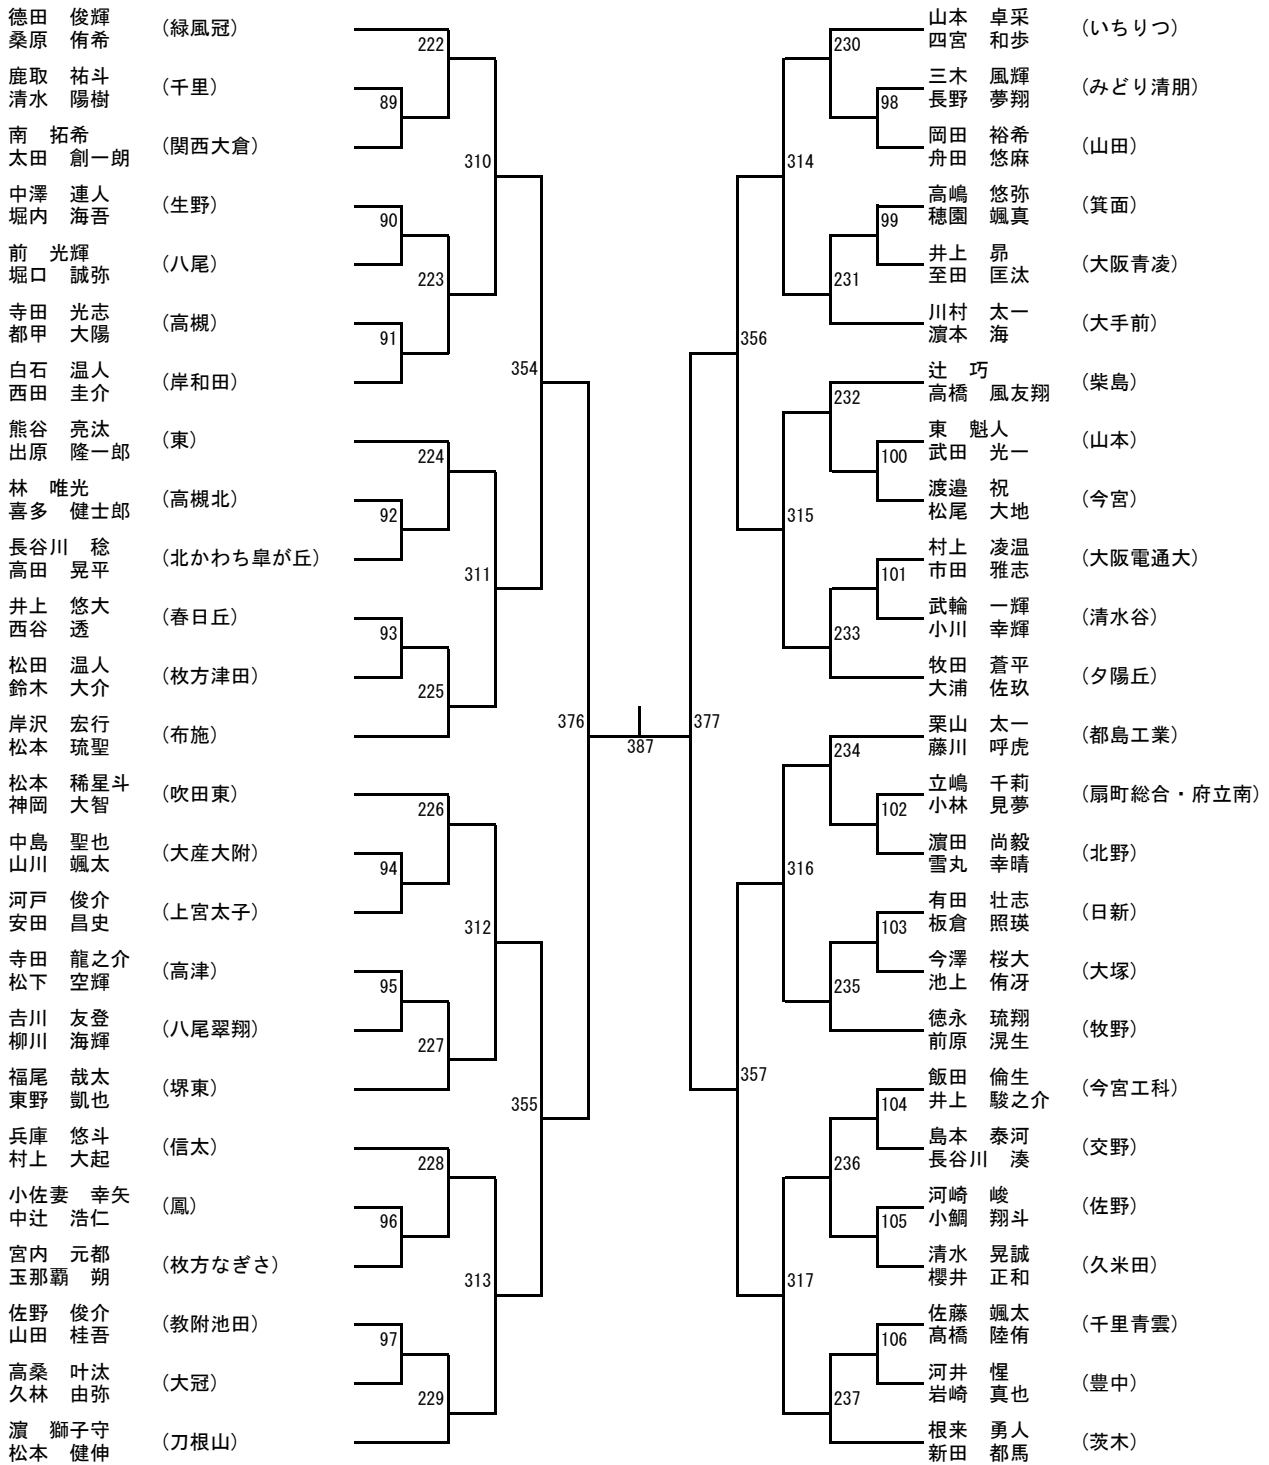 德田　俊輝
桑原　侑希
（緑風冠）
鹿取　祐斗
清水　陽樹
（千里）
南　拓希
太田　創一朗
（関西大倉）
中澤　連人
堀内　海吾
（生野）
前　光輝
堀口　誠弥
（八尾）
寺田　光志
都甲　大陽
（高槻）
白石　温人
西田　圭介
（岸和田）
熊谷　亮汰
出原　隆一郎
（東）
林　唯光
喜多　健士郎
（高槻北）
長谷川　稔
高田　晃平
（北かわち皐が丘）
井上　悠大
西谷　透
（春日丘）
松田　温人
鈴木　大介
（枚方津田）
岸沢　宏行
松本　琉聖
（布施）
松本　稀星斗
神岡　大智
（吹田東）
中島　聖也
山川　颯太
（大産大附）
河戸　俊介
安田　昌史
（上宮太子）
寺田　龍之介
松下　空輝
（高津）
𠮷川　友登
柳川　海輝
（八尾翠翔）
福尾　哉太
東野　凱也
（堺東）
兵庫　悠斗
村上　大起
（信太）
小佐妻　幸矢
中辻　浩仁
（鳳）
宮内　元都
玉那覇　朔
（枚方なぎさ）
佐野　俊介
山田　桂吾
（教附池田）
高桑　叶汰
久林　由弥
（大冠）
濵　獅子守
松本　健伸
（刀根山）
222
89
310
90
223
91
354
224
92
311
93
225
376
226
94
312
95
227
355
228
96
313
97
229
387
377
230
98
314
99
231
356
232
100
315
101
233
234
102
316
103
235
357
104
236
105
317
106
237
山本　卓采
四宮　和歩
（いちりつ）
三木　風輝
長野　夢翔
（みどり清朋）
岡田　裕希
舟田　悠麻
（山田）
高嶋　悠弥
穂園　颯真
（箕面）
井上　昴
至田　匡汰
（大阪青凌）
川村　太一
濵本　海
（大手前）
辻　巧
高橋　風友翔
（柴島）
東　魁人
武田　光一
（山本）
渡邉　祝
松尾　大地
（今宮）
村上　凌温
市田　雅志
（大阪電通大）
武輪　一輝
小川　幸輝
（清水谷）
牧田　蒼平
大浦　佐玖
（夕陽丘）
栗山　太一
藤川　呼虎
（都島工業）
立嶋　千莉
小林　見夢
（扇町総合・府立南）
濵田　尚毅
雪丸　幸晴
（北野）
有田　壮志
板倉　照瑛
（日新）
今澤　桜大
池上　侑冴
（大塚）
徳永　琉翔
前原　滉生
（牧野）
飯田　倫生
井上　駿之介
（今宮工科）
島本　泰河
長谷川　湊
（交野）
河崎　峻
小鯛　翔斗
（佐野）
清水　晃誠
櫻井　正和
（久米田）
佐藤　颯太
髙橋　陸侑
（千里青雲）
河井　惺
岩崎　真也
（豊中）
根来　勇人
新田　都馬
（茨木）